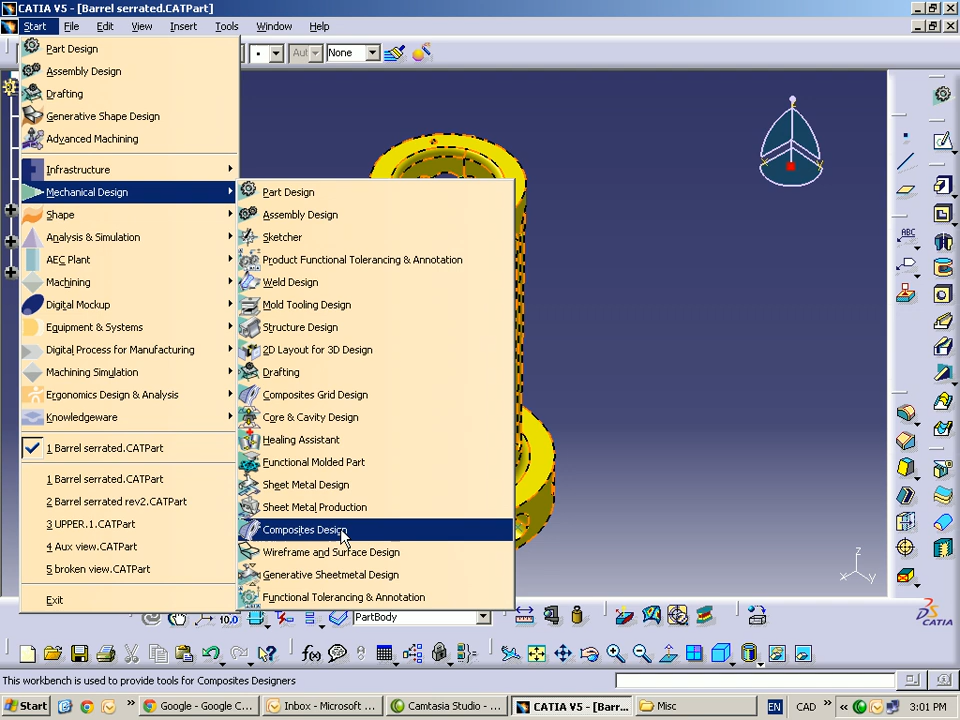 CATIA V5 - [Barrel serrated.CATPart]
Start File Edit View Insert Tools Window Help
Part Design
Assembly Design
Drafting
Generative Shape Design
Advanced Machining
Infrastructure
Mechanical Design
Shape
Analysis & Simulation
AEC Plant
Machining
Digital Mockup
Equipment & Systems
Digital Process for Manufacturing
Machining Simulation
Ergonomics Design & Analysis
Knowledgeware
1 Barrel serrated.CATPart
1 Barrel serrated.CATPart
2 Barrel serrated rev2.CATPart
3 UPPER.1.CATPart
4 Aux view.CATPart
5 broken view.CATPart
Exit
Part Design
Assembly Design
Sketcher
Product Functional Tolerancing & Annotation
Weld Design
Mold Tooling Design
Structure Design
2D Layout for 3D Design
Drafting
Composites Grid Design
Core & Cavity Design
Healing Assistant
Functional Molded Part
Sheet Metal Design
Sheet Metal Production
Composites Design
Wireframe and Surface Design
Generative Sheetmetal Design
Functional Tolerancing & Annotation
Aut None
ABC
z
x y
10.0 PartBody
CATIA
f(x)
This workbench is used to provide tools for Composites Designers
Start » Google - Google C... Inbox - Microsoft ... Camtasia Studio - ... CATIA V5 - [Barr... Misc EN CAD » « 3:01 PM